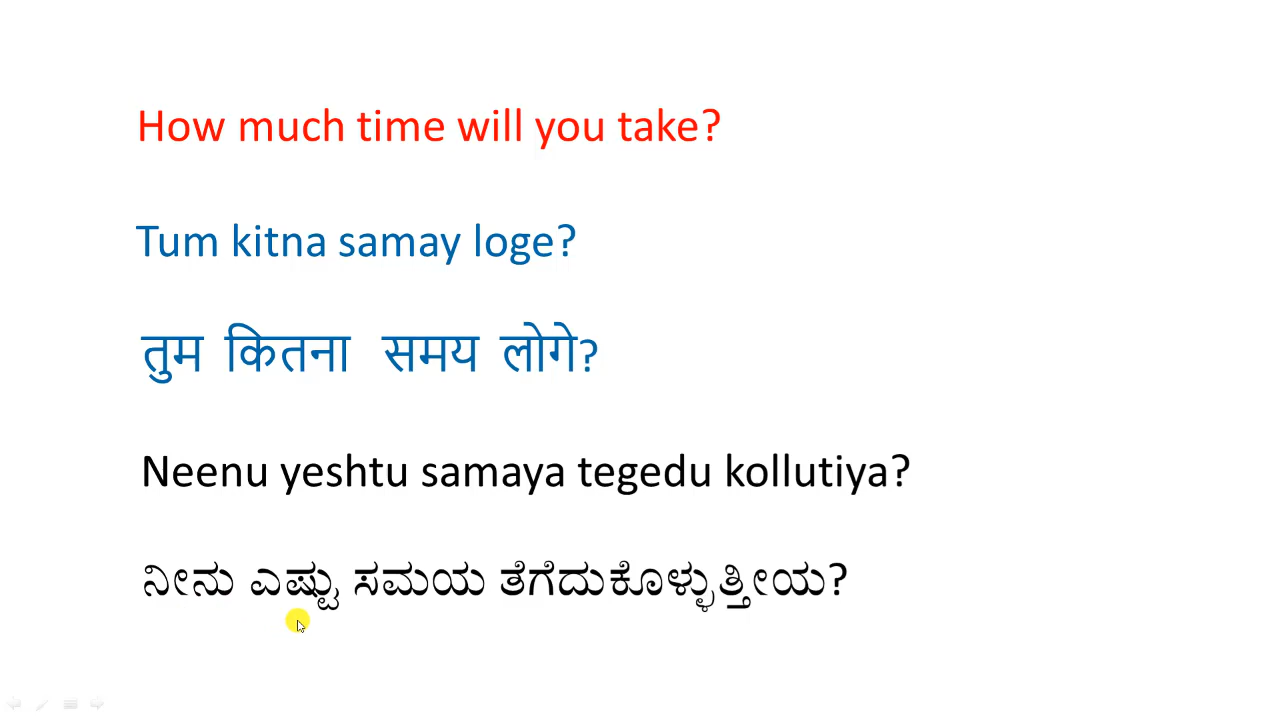 How much time will you take?
Tum kitna samay loge?
तुम कितना समय लोगे?
Neenu yeshtu samaya tegedu kollutiya?
ನೀನು ಎಷ್ಟು ಸಮಯ ತೆಗೆದುಕೊಳ್ಳುತ್ತೀಯ?